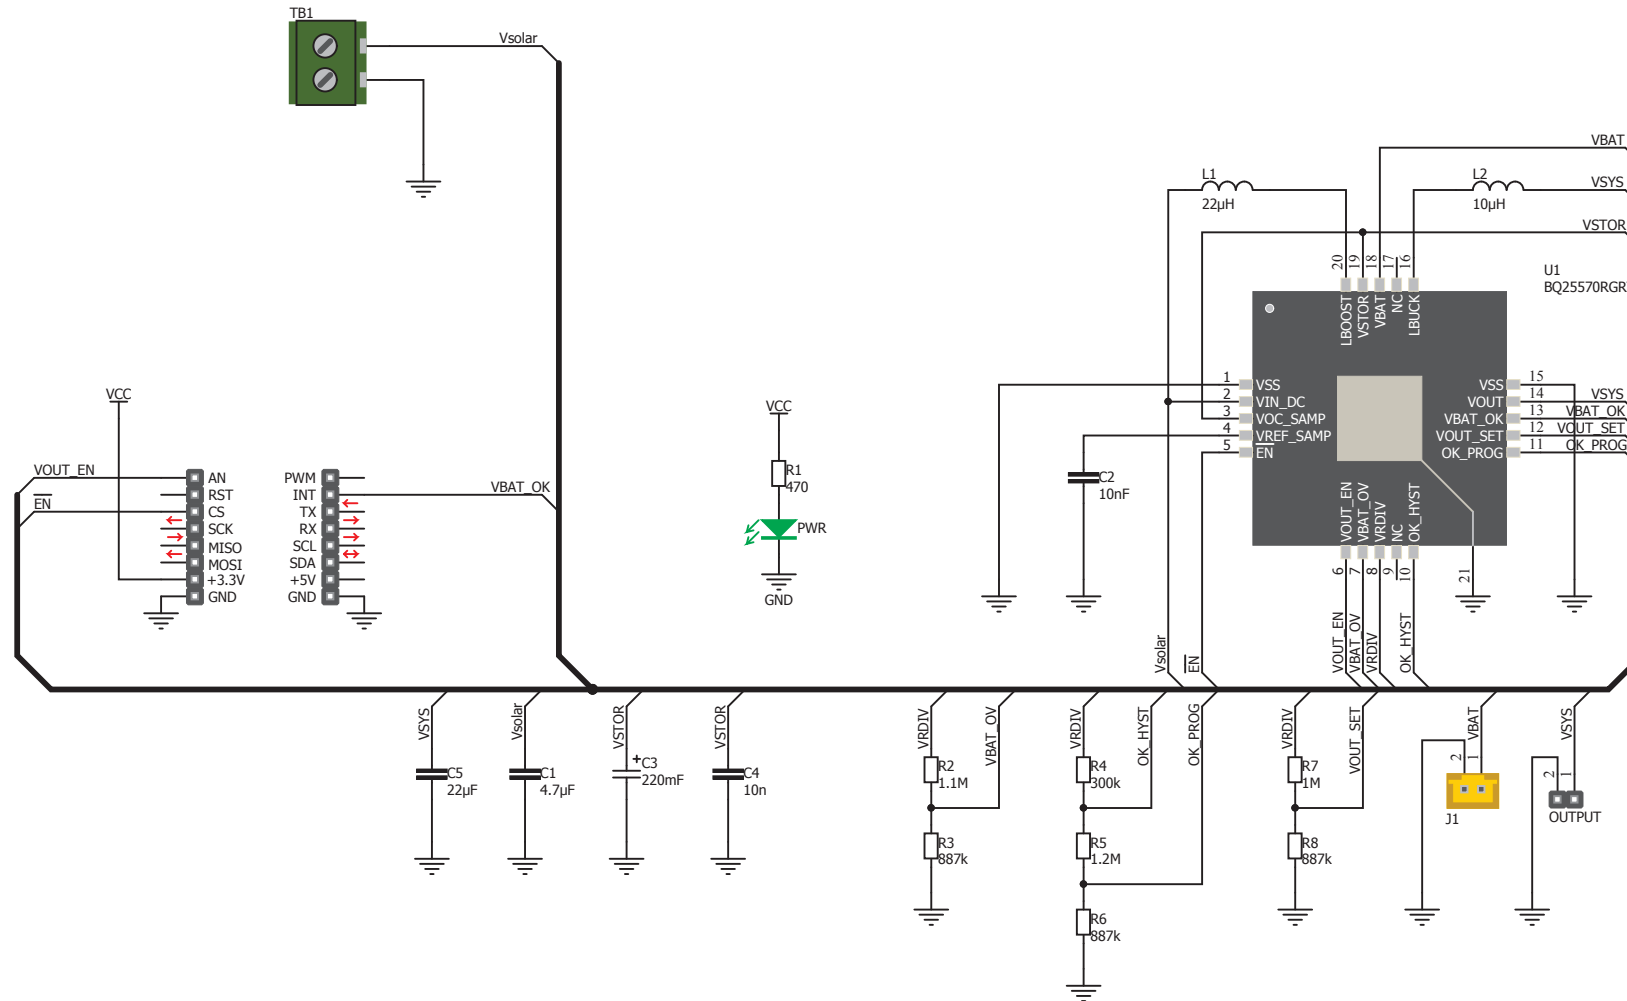 TB1
Vsolar
VBAT
L1
22µH
L2
10µH
VSYS
VSTOR
20
19
18
17
16
U1
BQ25570RGR
LBOOST
VSTOR
VBAT
NC
LBUCK
1
2
3
4
5
VSS
VIN_DC
VOC_SAMP
VREF_SAMP
EN
VSS
VOUT
VBAT_OK
VOUT_SET
OK_PROG
15
14
13
12
11
VSYS
VBAT_OK
VOUT_SET
OK_PROG
VOUT_EN
VBAT_OV
VRDIV
NC
OK_HYST
6
7
8
9
10
21
VCC
VOUT_EN
EN
AN
RST
CS
SCK
MISO
MOSI
+3.3V
GND
PWM
INT
TX
RX
SCL
SDA
+5V
GND
VBAT_OK
VCC
R1
470
PWR
GND
C2
10nF
Vsolar
EN
VOUT_EN
VBAT_OV
VRDIV
OK_HYST
VSYS
C5
22µF
Vsolar
C1
4.7µF
VSTOR
+
C3
220mF
VSTOR
C4
10n
VRDIV
VBAT_OV
R2
1.1M
R3
887k
VRDIV
OK_HYST
OK_PROG
R4
300k
R5
1.2M
R6
887k
VRDIV
VOUT_SET
R7
1M
R8
887k
VBAT
2
1
J1
VSYS
2
1
OUTPUT